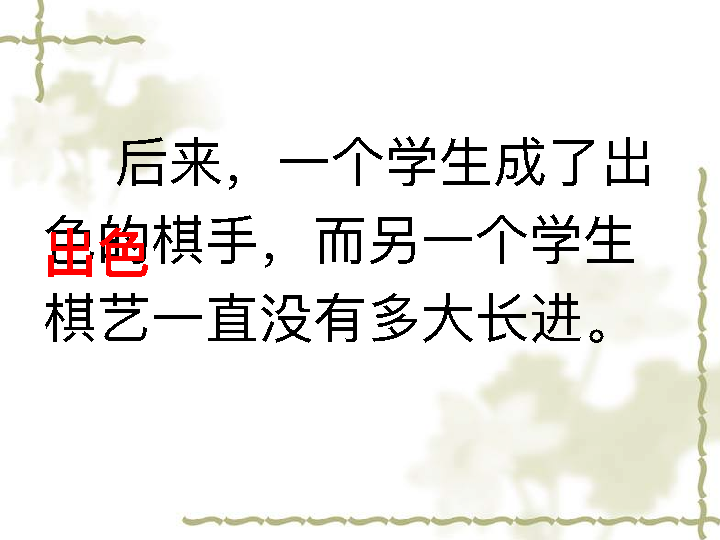 后来，一个学生成了出
色的棋手，而另一个学生
出色
棋艺一直没有多大长进。